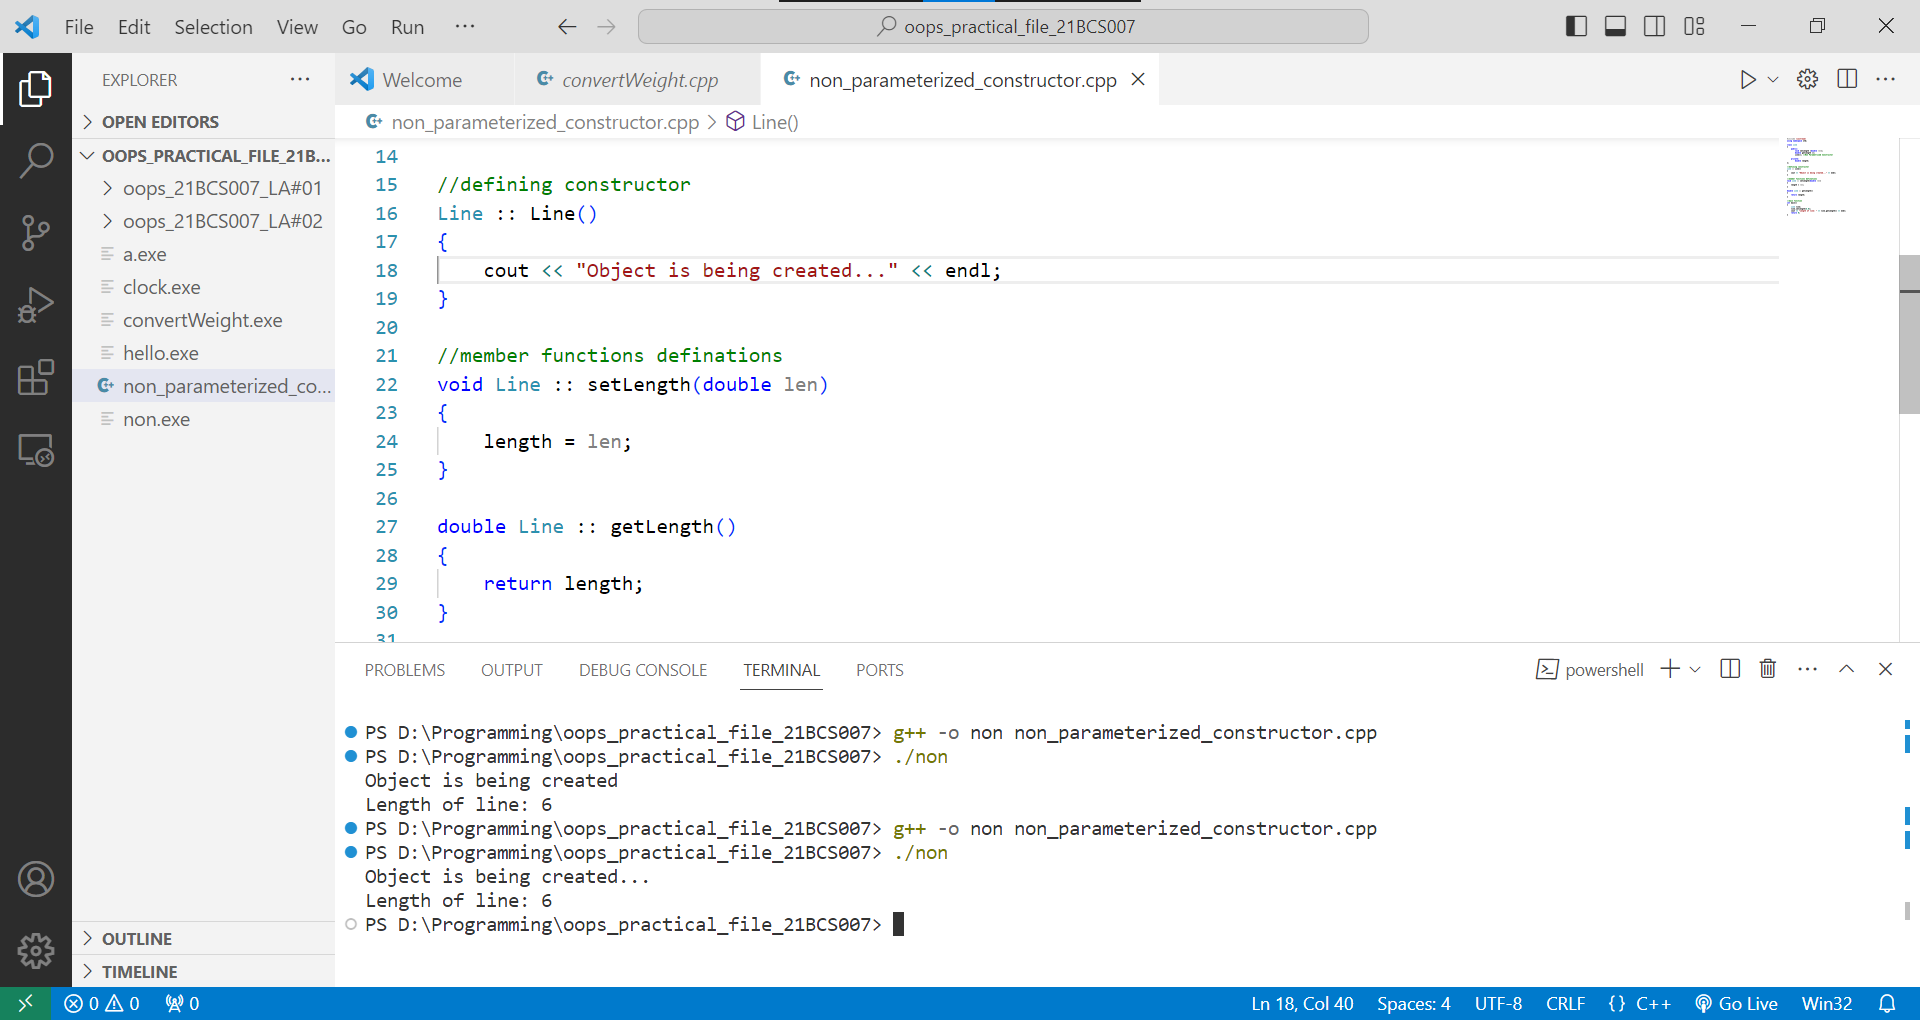 File Edit Selection View Go Run ··· oops_practical_file_21BCS007
EXPLORER ···
OPEN EDITORS
OOPS_PRACTICAL_FILE_21B...
oops_21BCS007_LA#01
oops_21BCS007_LA#02
a.exe
clock.exe
convertWeight.exe
hello.exe
non_parameterized_co...
non.exe
OUTLINE
TIMELINE
Welcome convertWeight.cpp non_parameterized_constructor.cpp
non_parameterized_constructor.cpp > Line()
14
15 //defining constructor
16 Line :: Line()
17 {
18 cout << "Object is being created..." << endl;
19 }
20
21 //member functions definations
22 void Line :: setLength(double len)
23 {
24 length = len;
25 }
26
27 double Line :: getLength()
28 {
29 return length;
30 }
31
PROBLEMS OUTPUT DEBUG CONSOLE TERMINAL PORTS powershell
PS D:\Programming\oops_practical_file_21BCS007> g++ -o non non_parameterized_constructor.cpp
PS D:\Programming\oops_practical_file_21BCS007> ./non
Object is being created
Length of line: 6
PS D:\Programming\oops_practical_file_21BCS007> g++ -o non non_parameterized_constructor.cpp
PS D:\Programming\oops_practical_file_21BCS007> ./non
Object is being created...
Length of line: 6
PS D:\Programming\oops_practical_file_21BCS007>
0 0 0 Ln 18, Col 40 Spaces: 4 UTF-8 CRLF {} C++ Go Live Win32